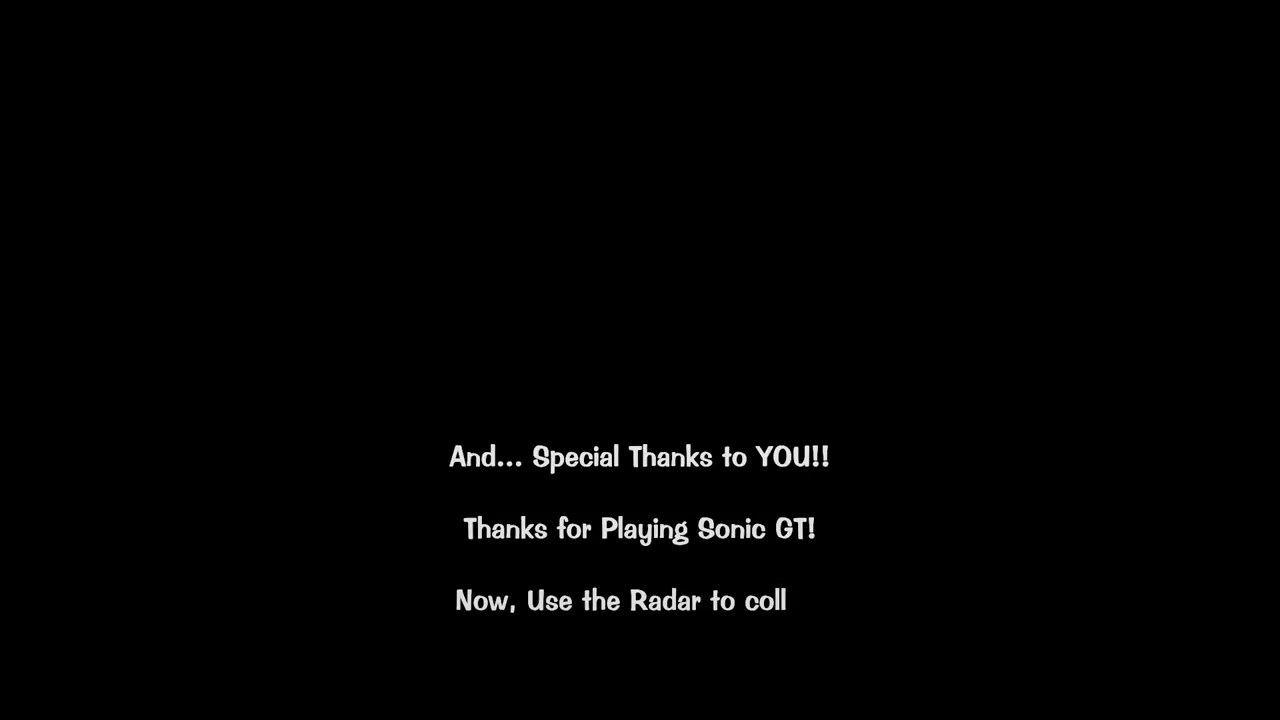 And... Special Thanks to YOU!!
Thanks for Playing Sonic GT!
Now, Use the Radar to coll